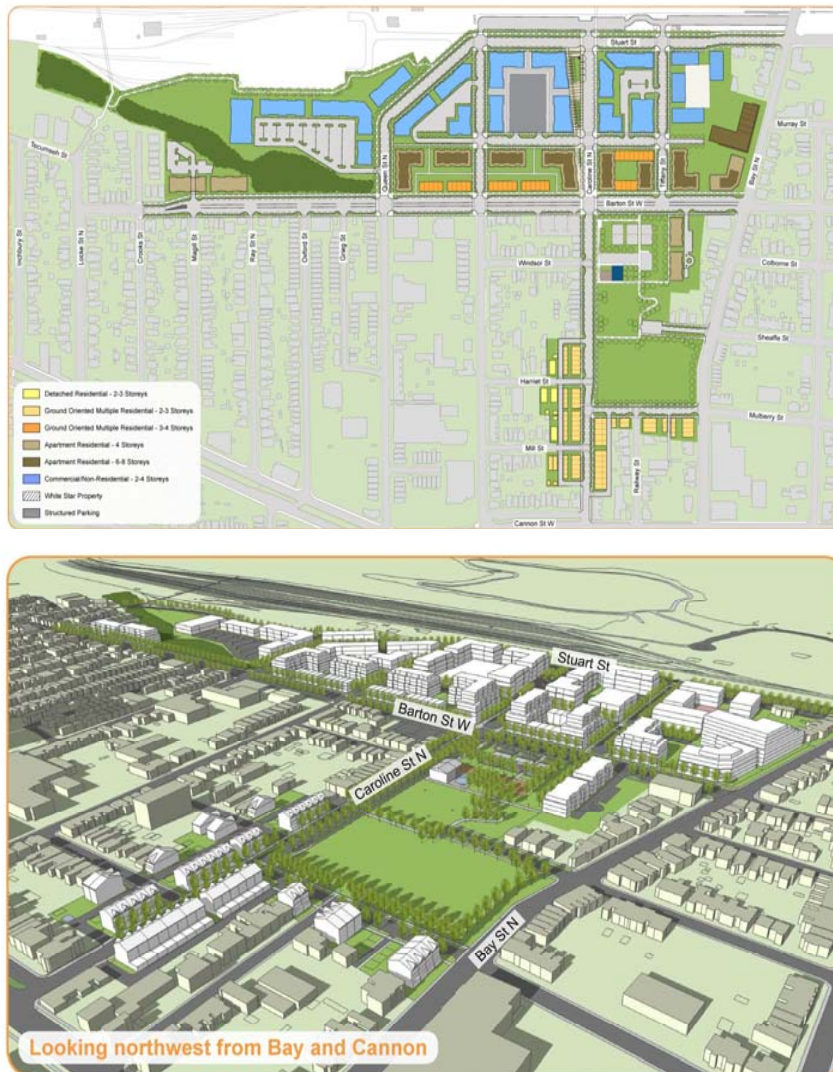 Stuart St
Murray St
Tecumseh St
Queen St N
Caroline St N
Tiffany St
Bay St N
Barton St W
Inchbury St
Locke St N
Crooks St
Magill St
Ray St N
Oxford St
Greig St
Windsor St
Colborne St
Sheaffe St
Harriet St
Mulberry St
Mill St
Railway St
Cannon St W
Detached Residential - 2-3 Storeys
Ground Oriented Multiple Residential - 2-3 Storeys
Ground Oriented Multiple Residential - 3-4 Storeys
Apartment Residential - 4 Storeys
Apartment Residential - 6-8 Storeys
Commercial/Non-Residential - 2-4 Storeys
White Star Property
Structured Parking
Stuart St
Barton St W
Caroline St N
Bay St N
Looking northwest from Bay and Cannon